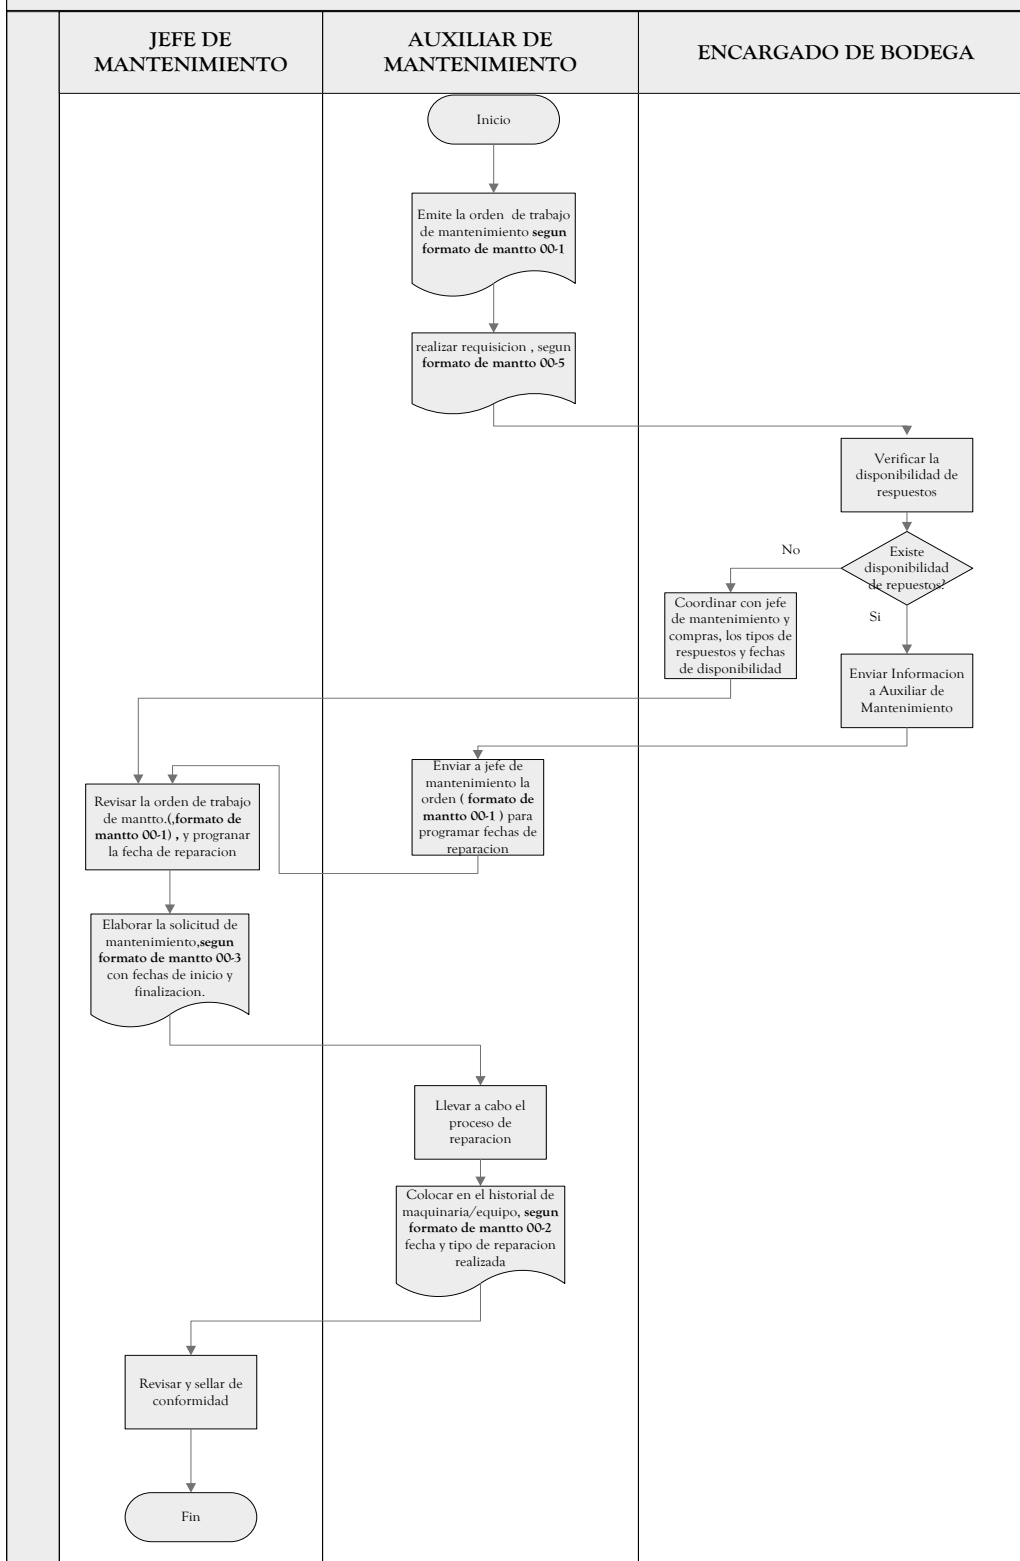 JEFE DE
MANTENIMIENTO
AUXILIAR DE
MANTENIMIENTO
ENCARGADO DE BODEGA
Inicio
Emite la orden de trabajo
de mantenimiento segun
formato de mantto 00-1
realizar requisicion , segun
formato de mantto 00-5
Verificar la
disponibilidad de
respuestos
Existe
disponibilidad
de repuestos?
No
Si
Coordinar con jefe
de mantenimiento y
compras, los tipos de
respuestos y fechas
de disponibilidad
Enviar Informacion
a Auxiliar de
Mantenimiento
Enviar a jefe de
mantenimiento la
orden ( formato de
mantto 00-1 ) para
programar fechas de
reparacion
Revisar la orden de trabajo
de mantto.(,formato de
mantto 00-1) , y progranar
la fecha de reparacion
Elaborar la solicitud de
mantenimiento,segun
formato de mantto 00-3
con fechas de inicio y
finalizacion.
Llevar a cabo el
proceso de
reparacion
Colocar en el historial de
maquinaria/equipo, segun
formato de mantto 00-2
fecha y tipo de reparacion
realizada
Revisar y sellar de
conformidad
Fin